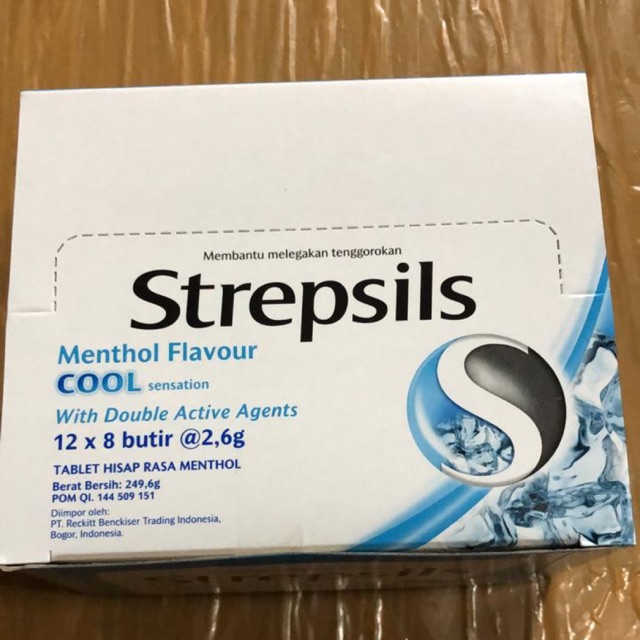 Membantu melegakan tenggorokan
Strepsils
Menthol Flavour
COOL sensation
With Double Active Agents
12 x 8 butir @2,6g
TABLET HISAP RASA MENTHOL
Berat Bersih: 249,6g
POM QI. 144 509 151
Diimpor oleh:
PT. Reckitt Benckiser Trading Indonesia,
Bogor, Indonesia.
Strepsils